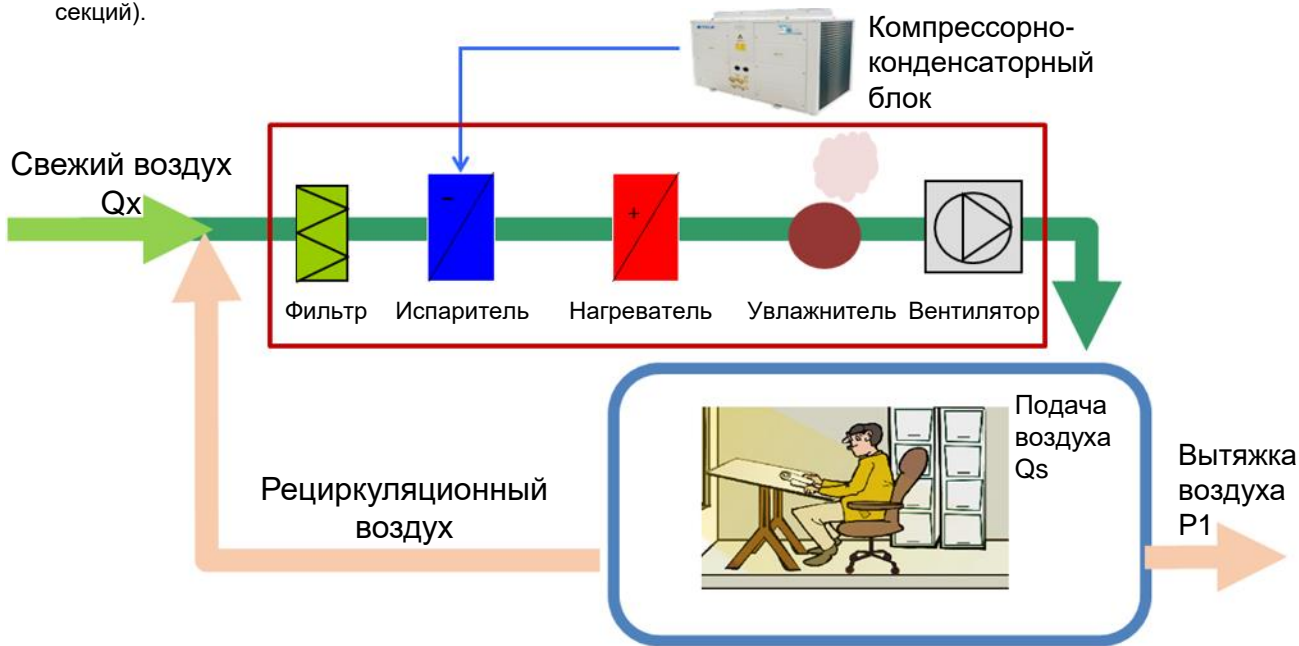 секций).
Компрессорно-
конденсаторный
блок
Свежий воздух
Qx
−
+
Фильтр
Испаритель
Нагреватель
Увлажнитель
Вентилятор
Подача
воздуха
Qs
Вытяжка
воздуха
P1
Рециркуляционный
воздух